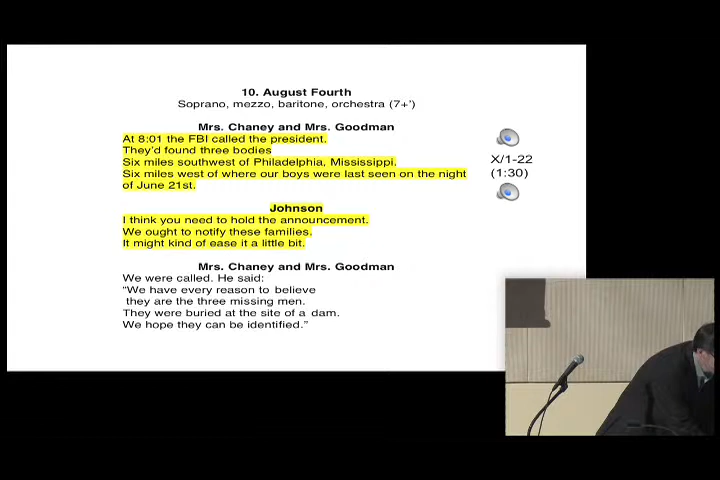 10. August Fourth
Soprano, mezzo, baritone, orchestra (7+')
Mrs. Chaney and Mrs. Goodman
At 8:01 the FBI called the president.
They'd found three bodies
Six miles southwest of Philadelphia, Mississippi.
Six miles west of where our boys were last seen on the night
of June 21st.
X/1-22
(1:30)
Johnson
I think you need to hold the announcement.
We ought to notify these families.
It might kind of ease it a little bit.
Mrs. Chaney and Mrs. Goodman
We were called. He said:
“We have every reason to believe
they are the three missing men.
They were buried at the site of a dam.
We hope they can be identified.”